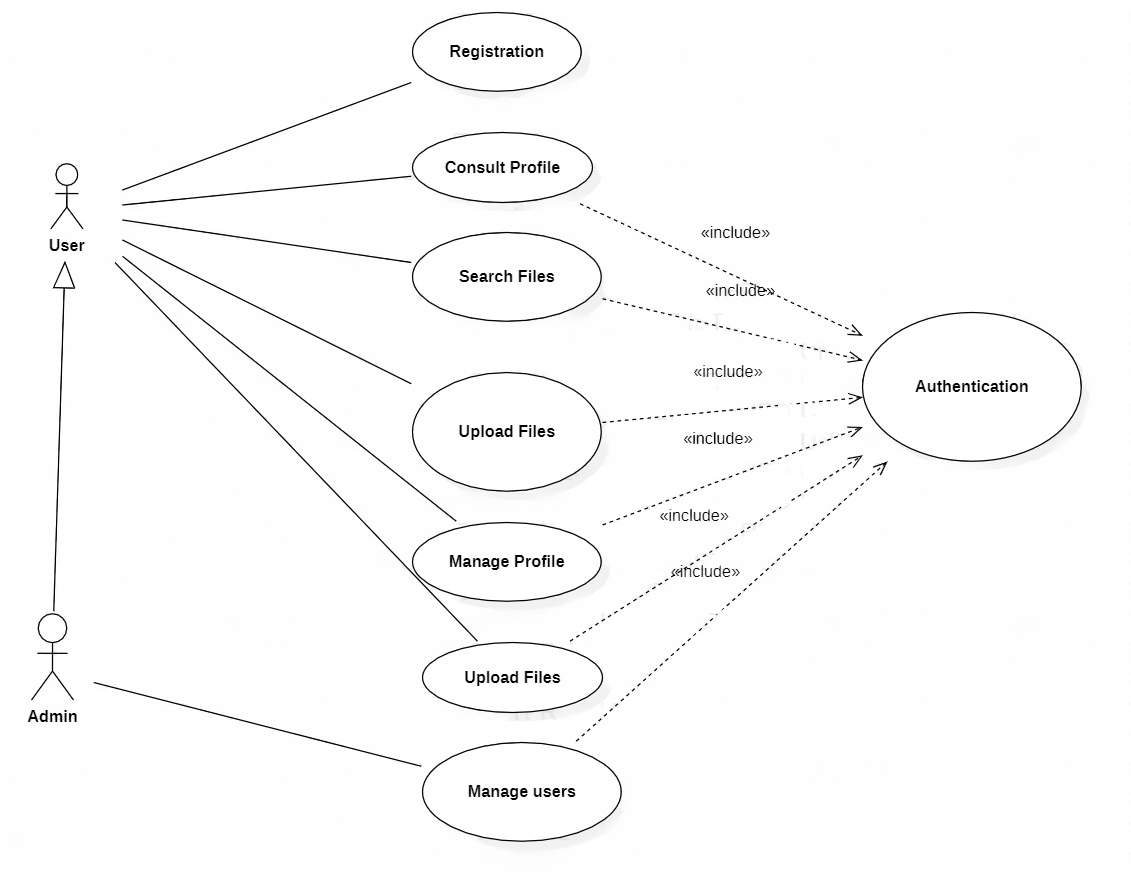 Registration
Consult Profile
User
«include»
Search Files
«include»
«include»
Authentication
Upload Files
«include»
«include»
Manage Profile
«include»
Upload Files
Admin
Manage users